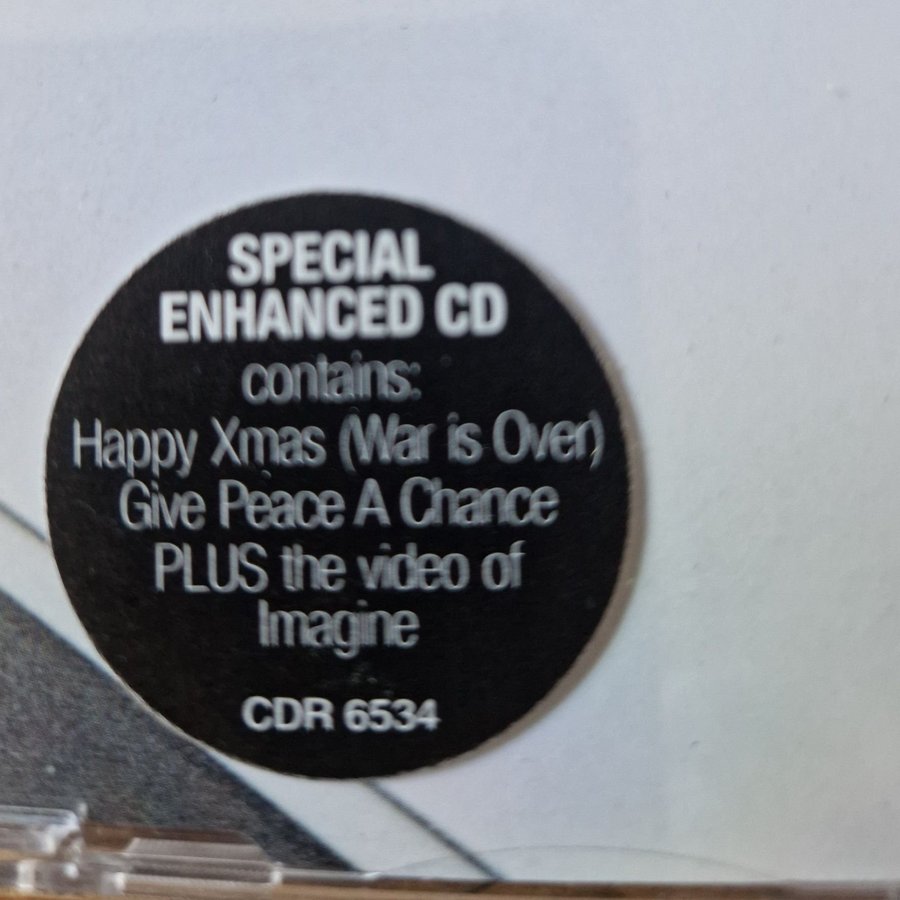 SPECIAL
ENHANCED CD
contains:
Happy Xmas (War is Over)
Give Peace A Chance
PLUS the video of
Imagine
CDR 6534